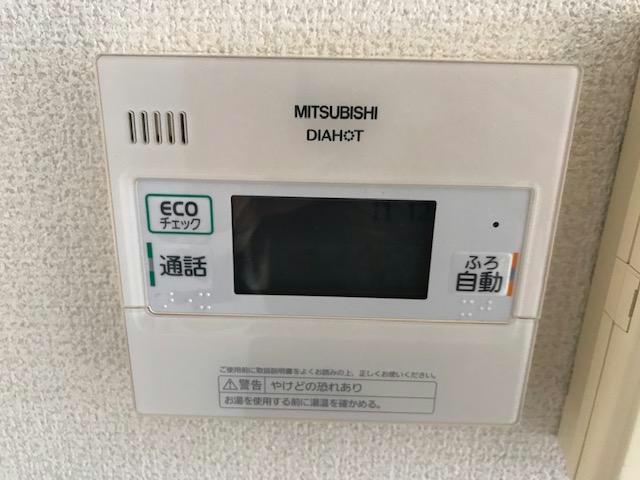 MITSUBISHI
DIAHOT
ECO
チェック
通話
ふろ
自動
ご使用前に取扱説明書をよくお読みの上、正しくお使いください。
⚠警告 やけどの恐れあり
お湯を使用する前に湯温を確かめる。